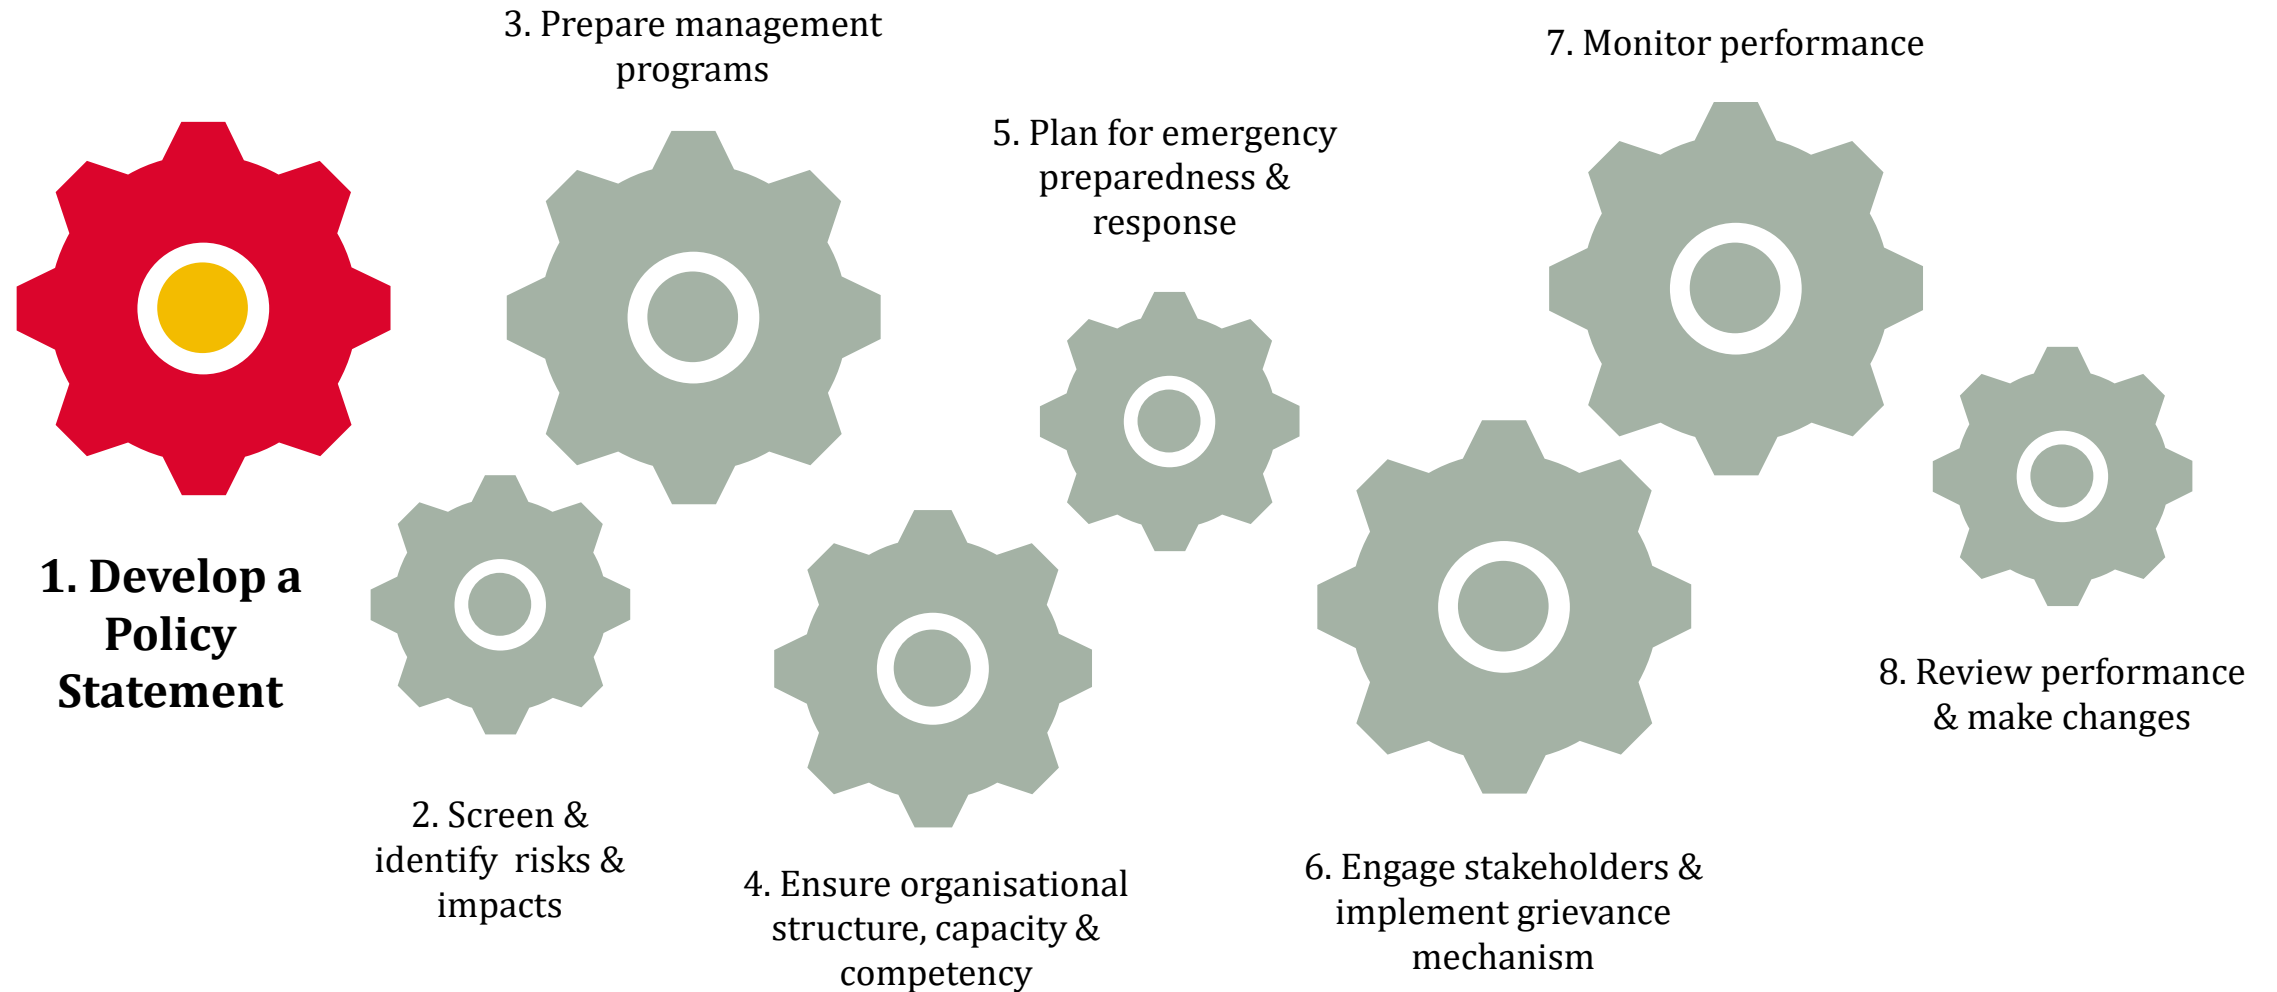 1. Develop a
Policy
Statement
2. Screen &
identify  risks &
impacts
3. Prepare management
programs
4. Ensure organisational
structure, capacity &
competency
5. Plan for emergency
preparedness &
response
6. Engage stakeholders &
implement grievance
mechanism
7. Monitor performance
8. Review performance
& make changes